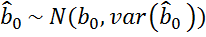 b̂₀ ~ N(b₀, var(b̂₀))